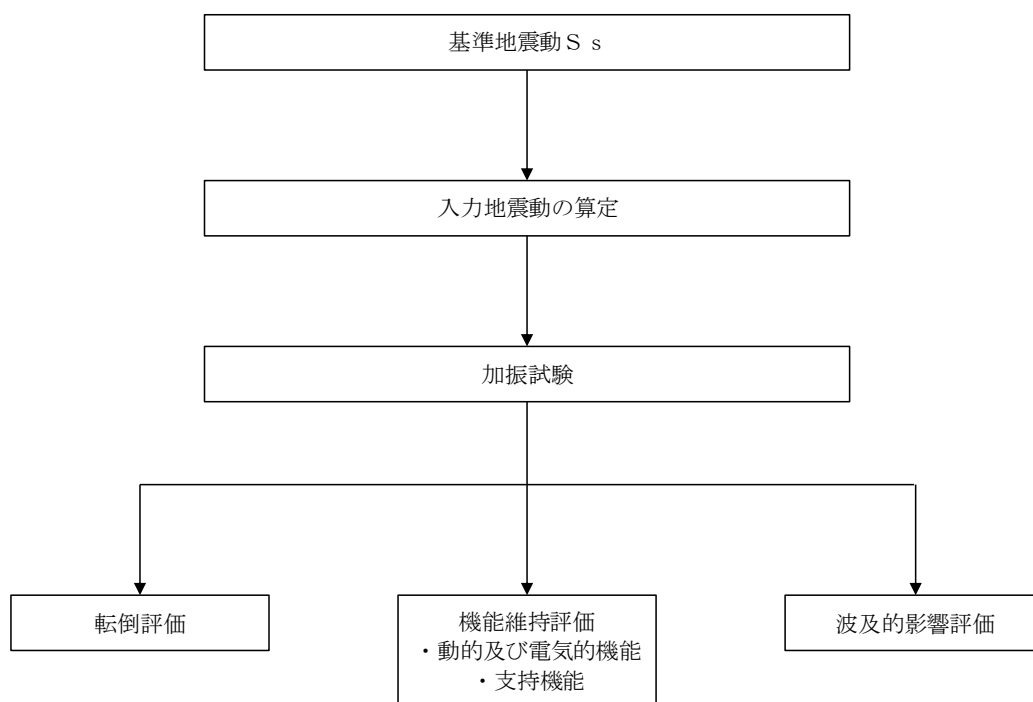 基準地震動Ｓｓ
入力地震動の算定
加振試験
転倒評価
機能維持評価
・動的及び電気的機能
・支持機能
波及的影響評価